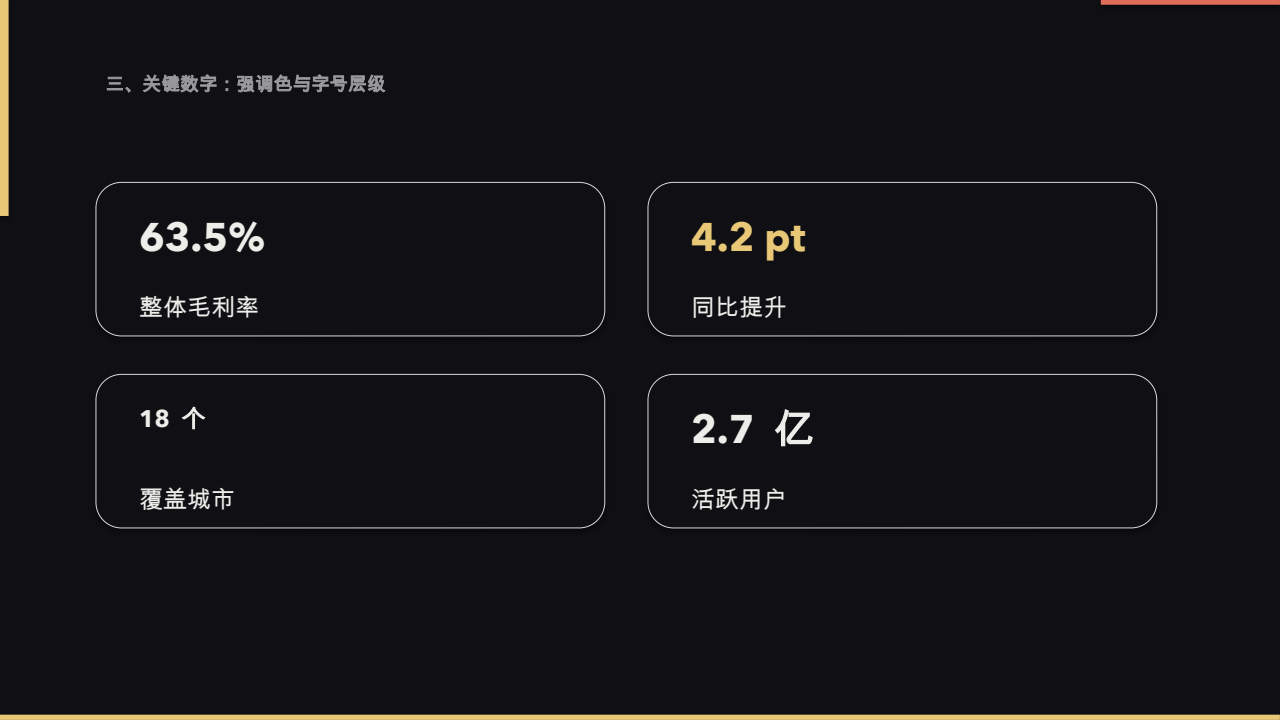 三、关键数字：强调色与字号层级
63.5%
整体毛利率
4.2 pt
同比提升
18 个
覆盖城市
2.7 亿
活跃用户